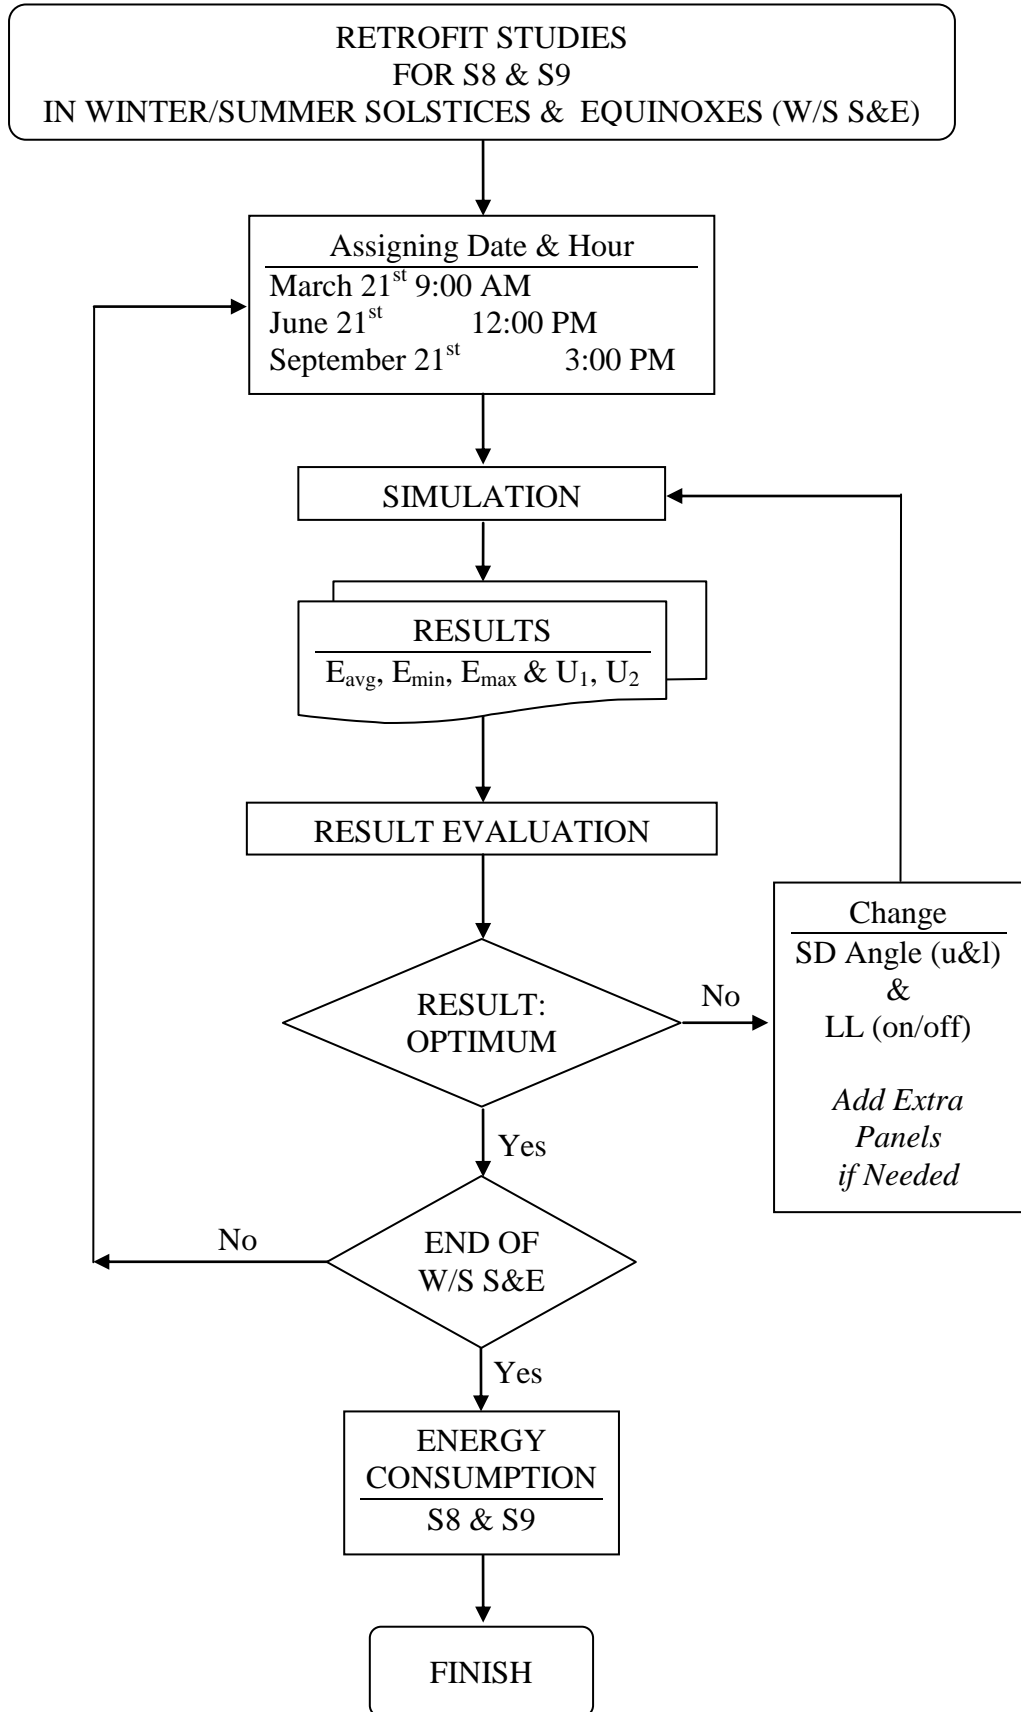 RETROFIT STUDIES
FOR S8 & S9
IN WINTER/SUMMER SOLSTICES & EQUINOXES (W/S S&E)
Assigning Date & Hour
March 21st 9:00 AM
June 21st 12:00 PM
September 21st 3:00 PM
SIMULATION
RESULTS
Eavg, Emin, Emax & U1, U2
RESULT EVALUATION
RESULT:
OPTIMUM
No
Change
SD Angle (u&l)
&
LL (on/off)
Add Extra
Panels
if Needed
Yes
END OF
W/S S&E
No
Yes
ENERGY
CONSUMPTION
S8 & S9
FINISH